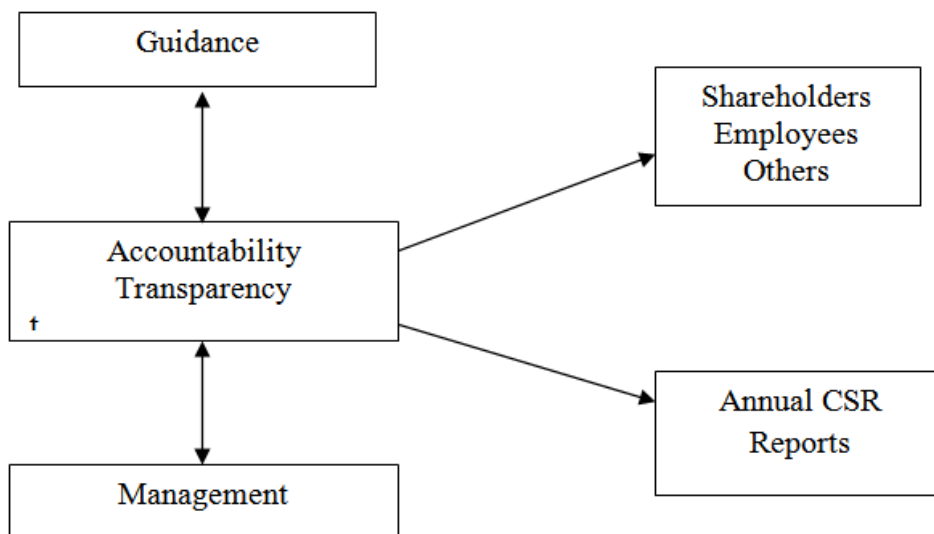 Guidance
Shareholders
Employees
Others
Accountability
Transparency
t
Annual CSR
Reports
Management